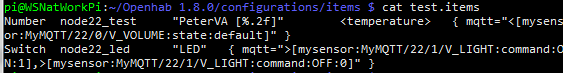 pi@WSNatWorkPi:~/Openhab 1.8.0/configurations/items $ cat test.items
Number  node22_test     "PeterVA [%.2f]"        <temperature>   { mqtt="<[mysens
or:MyMQTT/22/0/V_VOLUME:state:default]" }
Switch  node22_led      "LED"   { mqtt=">[mysensor:MyMQTT/22/1/V_LIGHT:command:O
N:1],>[mysensor:MyMQTT/22/1/V_LIGHT:command:OFF:0]" }